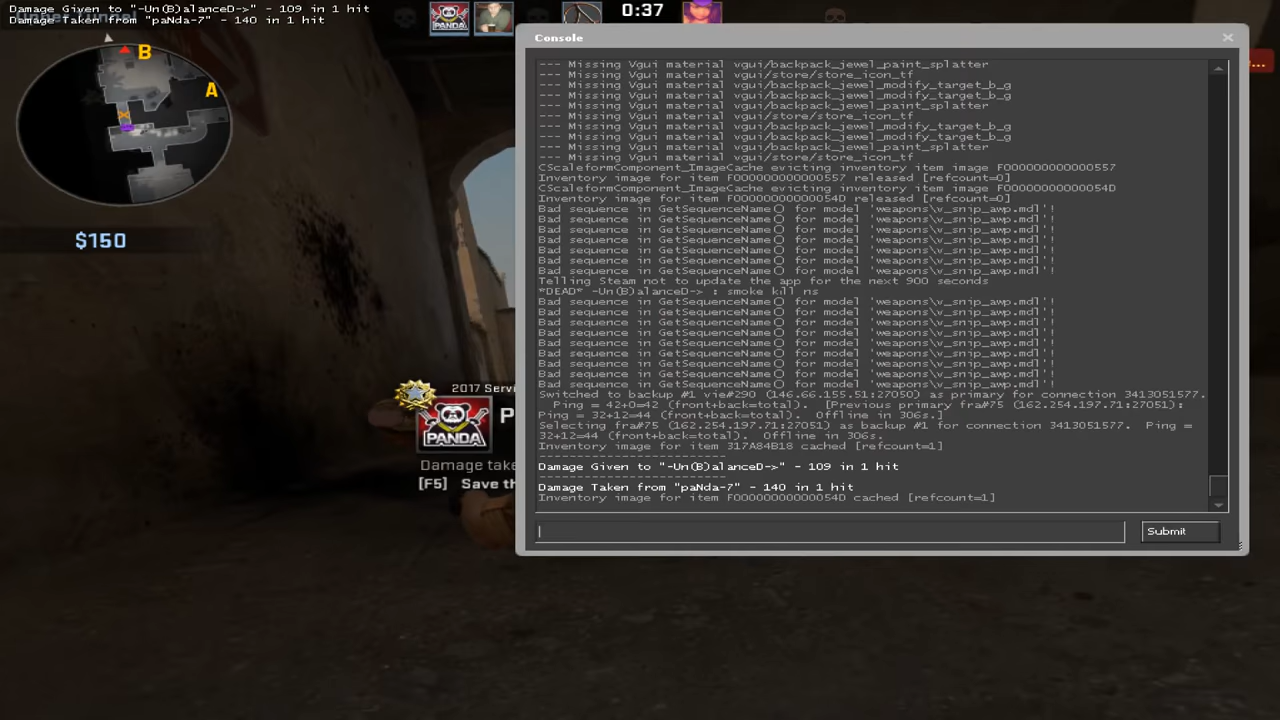 Damage Given to "-Un(B)alanceD->" - 109 in 1 hit
Damage Taken from "paNda-7" - 140 in 1 hit
0:37
B
A
$150
PANDA
2017 Servi
PANDA
P
Damage take
[F5] Save th
Console
--- Missing Vgui material vgui/backpack_jewel_paint_splatter
--- Missing Vgui material vgui/store/store_icon_tf
--- Missing Vgui material vgui/backpack_jewel_modify_target_b_g
--- Missing Vgui material vgui/backpack_jewel_modify_target_b_g
--- Missing Vgui material vgui/backpack_jewel_paint_splatter
--- Missing Vgui material vgui/store/store_icon_tf
--- Missing Vgui material vgui/backpack_jewel_modify_target_b_g
--- Missing Vgui material vgui/backpack_jewel_modify_target_b_g
--- Missing Vgui material vgui/backpack_jewel_paint_splatter
--- Missing Vgui material vgui/store/store_icon_tf
CScaleformComponent_ImageCache evicting inventory item image F000000000000557
Inventory image for item F000000000000557 released [refcount=0]
CScaleformComponent_ImageCache evicting inventory item image F00000000000054D
Inventory image for item F00000000000054D released [refcount=0]
Bad sequence in GetSequenceName() for model 'weapons\v_snip_awp.mdl'!
Bad sequence in GetSequenceName() for model 'weapons\v_snip_awp.mdl'!
Bad sequence in GetSequenceName() for model 'weapons\v_snip_awp.mdl'!
Bad sequence in GetSequenceName() for model 'weapons\v_snip_awp.mdl'!
Bad sequence in GetSequenceName() for model 'weapons\v_snip_awp.mdl'!
Bad sequence in GetSequenceName() for model 'weapons\v_snip_awp.mdl'!
Bad sequence in GetSequenceName() for model 'weapons\v_snip_awp.mdl'!
Telling Steam not to update the app for the next 900 seconds
*DEAD* -Un(B)alanceD-> : smoke kill ns
Bad sequence in GetSequenceName() for model 'weapons\v_snip_awp.mdl'!
Bad sequence in GetSequenceName() for model 'weapons\v_snip_awp.mdl'!
Bad sequence in GetSequenceName() for model 'weapons\v_snip_awp.mdl'!
Bad sequence in GetSequenceName() for model 'weapons\v_snip_awp.mdl'!
Bad sequence in GetSequenceName() for model 'weapons\v_snip_awp.mdl'!
Bad sequence in GetSequenceName() for model 'weapons\v_snip_awp.mdl'!
Bad sequence in GetSequenceName() for model 'weapons\v_snip_awp.mdl'!
Bad sequence in GetSequenceName() for model 'weapons\v_snip_awp.mdl'!
Bad sequence in GetSequenceName() for model 'weapons\v_snip_awp.mdl'!
Switched to backup #1 vie#290 (146.66.155.51:27050) as primary for connection 3413051577.
Ping = 42+0=42 (front+back=total). [Previous primary fra#75 (162.254.197.71:27051):
Ping = 32+12=44 (front+back=total). Offline in 306s.]
Selecting fra#75 (162.254.197.71:27051) as backup #1 for connection 3413051577. Ping =
32+12=44 (front+back=total). Offline in 306s.
Inventory image for item 317A84B18 cached [refcount=1]
-------------------------
Damage Given to "-Un(B)alanceD->" - 109 in 1 hit
-------------------------
Damage Taken from "paNda-7" - 140 in 1 hit
Inventory image for item F00000000000054D cached [refcount=1]
Submit